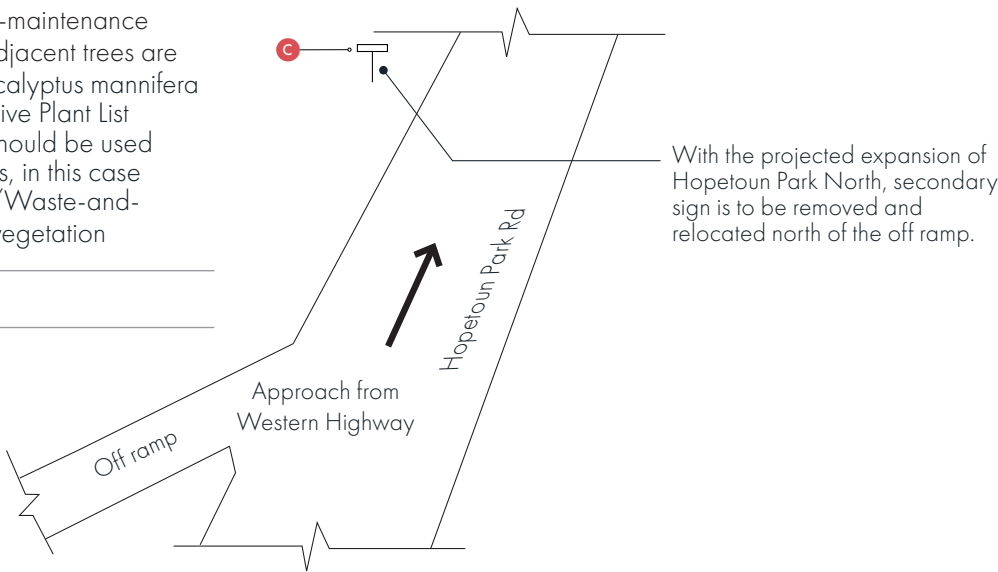 -maintenance
djacent trees are
calyptus mannifera
ive Plant List
hould be used
s, in this case
/Waste-and-
vegetation
C
With the projected expansion of
Hopetoun Park North, secondary
sign is to be removed and
relocated north of the off ramp.
Hopetoun Park Rd
Approach from
Western Highway
Off ramp